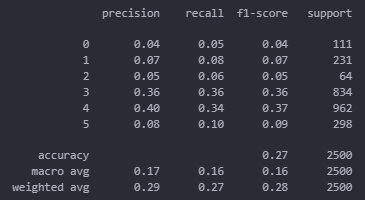 precision recall f1-score support
0 0.04 0.05 0.04 111
1 0.07 0.08 0.07 231
2 0.05 0.06 0.05 64
3 0.36 0.36 0.36 834
4 0.40 0.34 0.37 962
5 0.08 0.10 0.09 298
accuracy 0.27 2500
macro avg 0.17 0.16 0.16 2500
weighted avg 0.29 0.27 0.28 2500